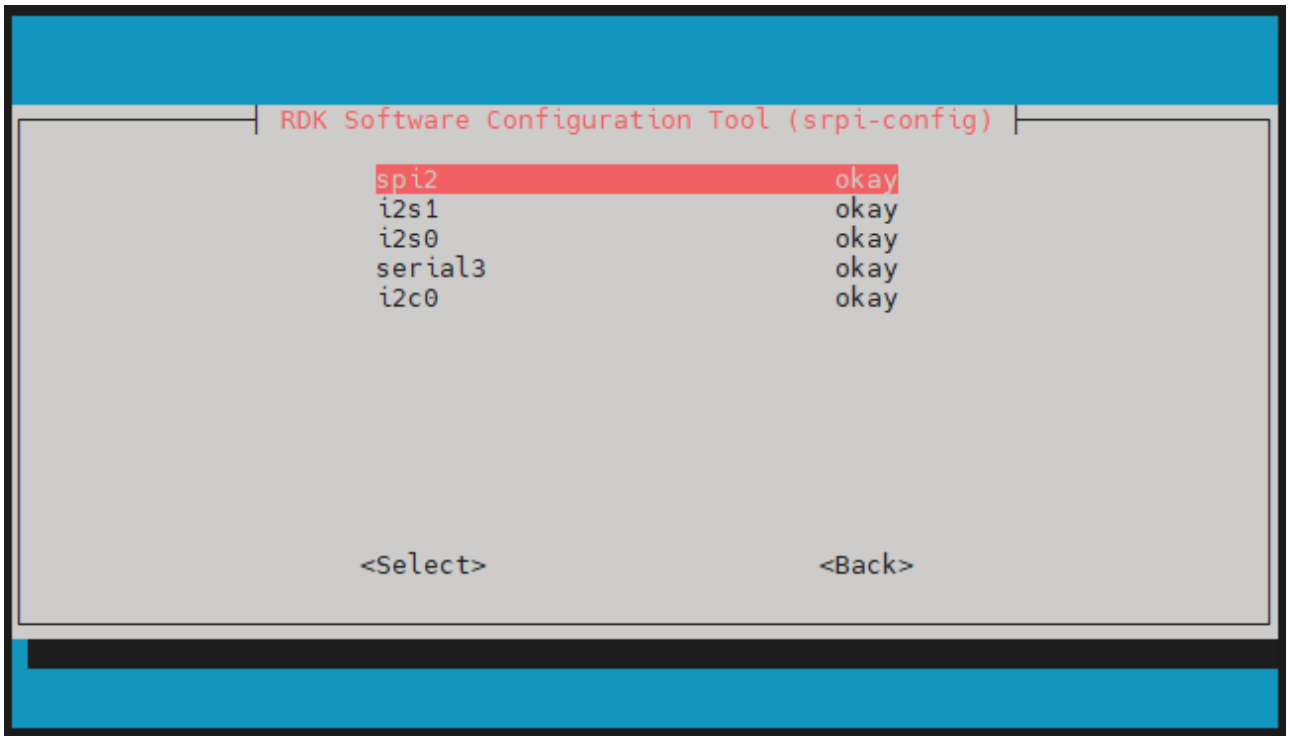 RDK Software Configuration Tool (srpi-config)
spi2 okay
i2s1 okay
i2s0 okay
serial3 okay
i2c0 okay
<Select> <Back>